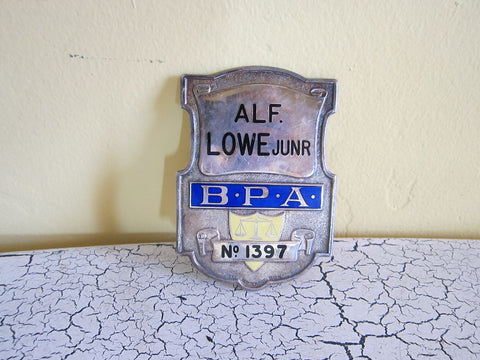 ALF.
LOWE JUNR
B·P·A·
No 1397